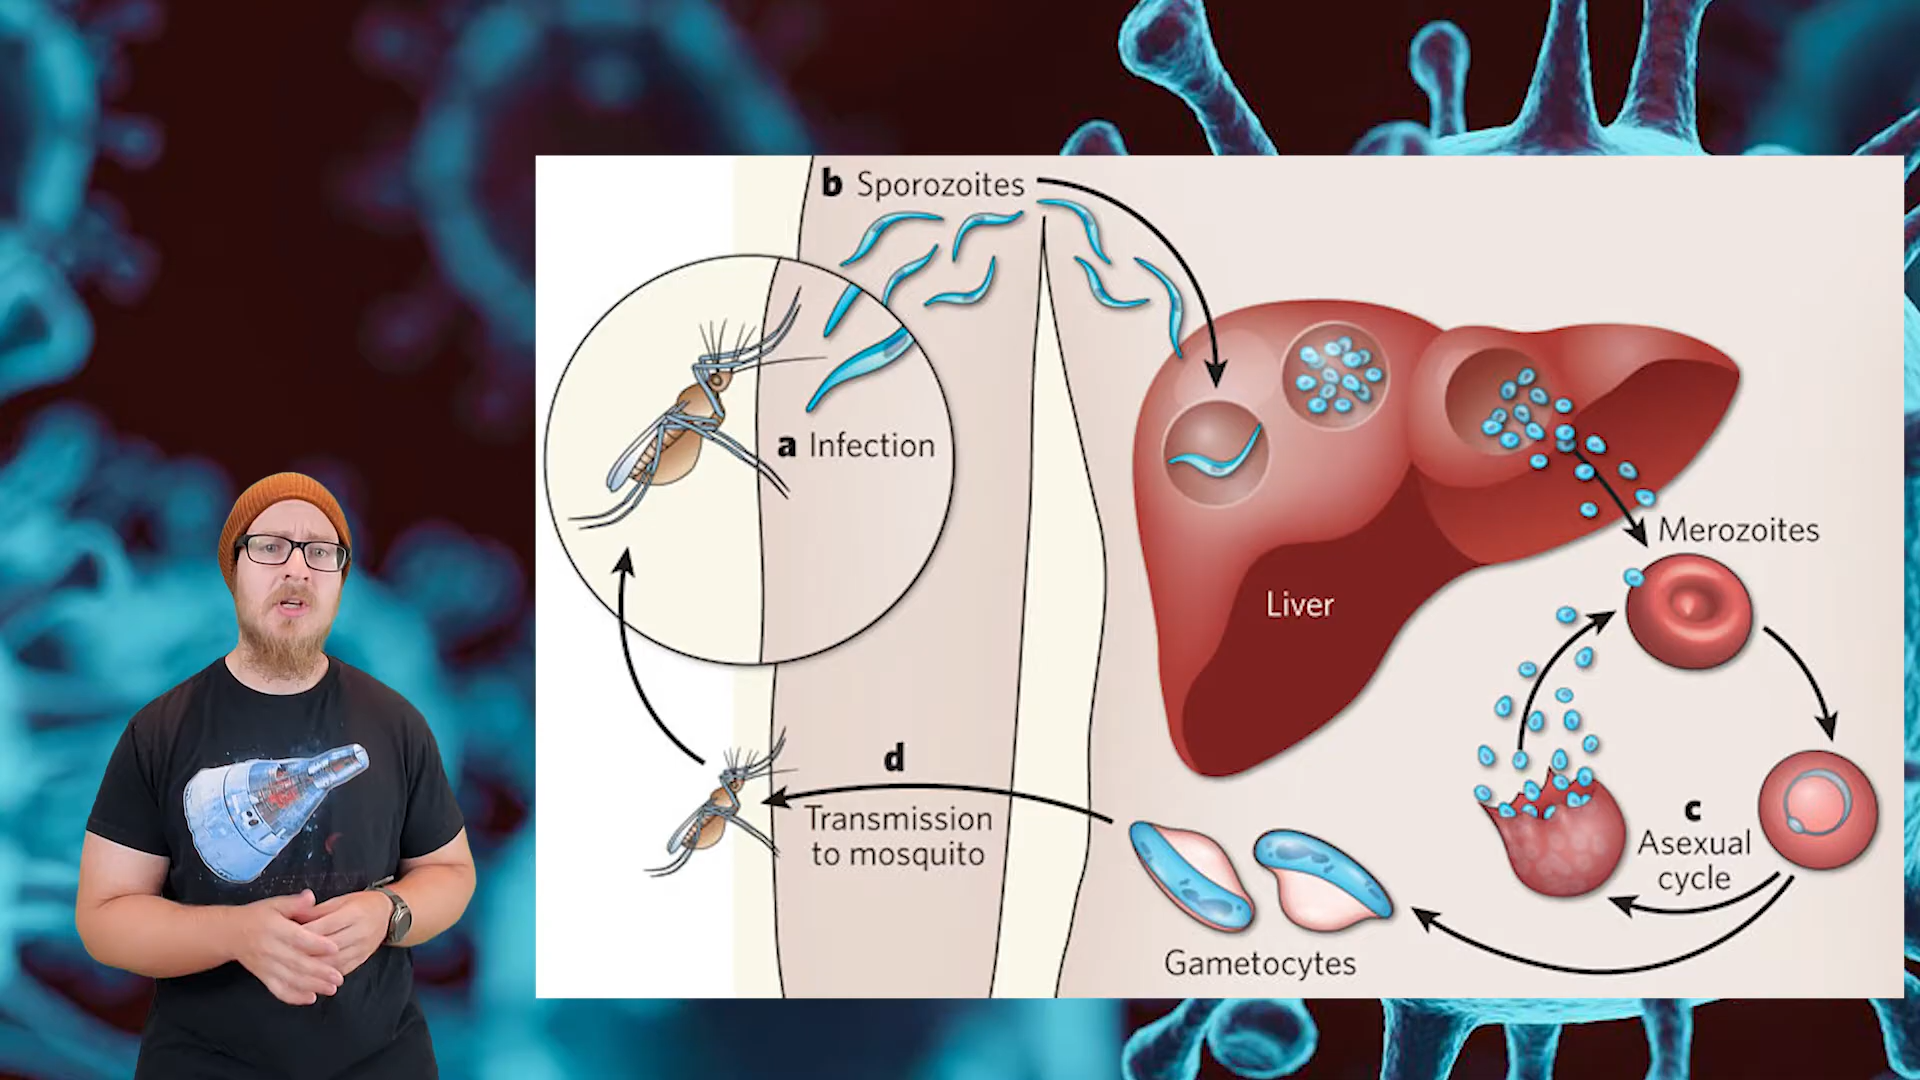 b Sporozoites
a Infection
Liver
Merozoites
c
Asexual
cycle
d
Transmission
to mosquito
Gametocytes